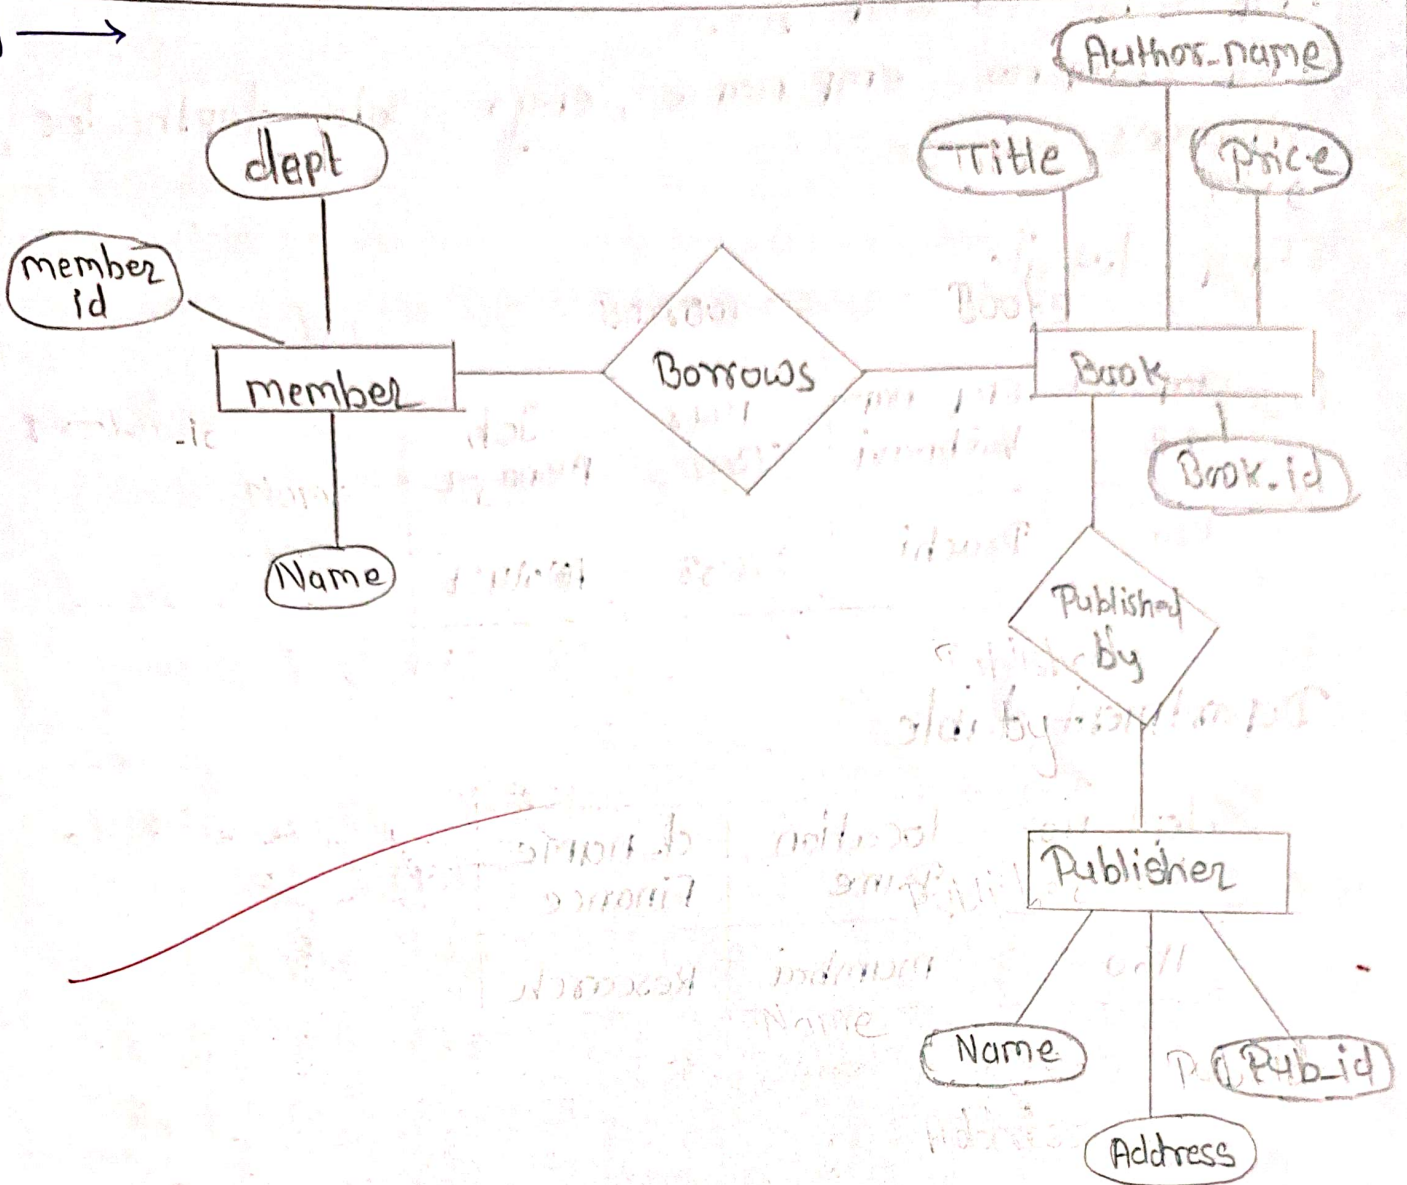 Author_name
dept
Title
Price
member
id
member
Borrows
Book
Book_id
Name
Published
by
Publisher
Name
Pub_id
Address